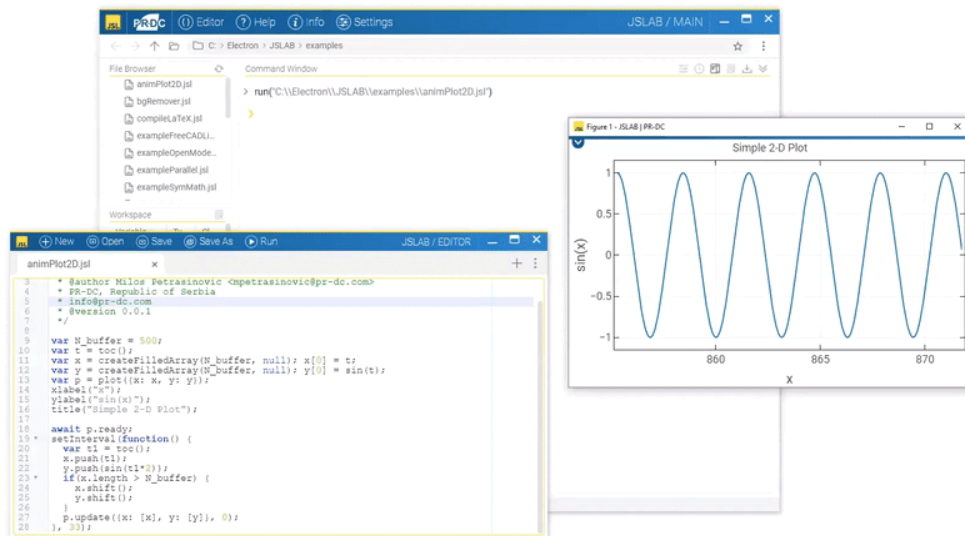 JSL PRDC Editor Help Info Settings JSLAB / MAIN
C: > Electron > JSLAB > examples
File Browser
Command Window
animPlot2D.jsl
bgRemover.jsl
compileLaTeX.jsl
exampleFreeCADLi...
exampleOpenMode...
exampleParallel.jsl
exampleSymMath.jsl
Workspace
> run("C:\\Electron\\JSLAB\\examples\\animPlot2D.jsl")
Figure 1 - JSLAB | PR-DC
Simple 2-D Plot
1
0.5
0
−0.5
−1
sin(x)
860 865 870
x
JSL New Open Save Save As Run JSLAB / EDITOR
animPlot2D.jsl
3 * @author Milos Petrasinovic <mpetrasinovic@pr-dc.com>
4 * PR-DC, Republic of Serbia
5 * info@pr-dc.com
6 * @version 0.0.1
7 */
8
9 var N_buffer = 500;
10 var t = toc();
11 var x = createFilledArray(N_buffer, null); x[0] = t;
12 var y = createFilledArray(N_buffer, null); y[0] = sin(t);
13 var p = plot({x: x, y: y});
14 xlabel("x");
15 ylabel("sin(x)");
16 title("Simple 2-D Plot");
17
18 await p.ready;
19 setInterval(function() {
20 var t1 = toc();
21 x.push(t1);
22 y.push(sin(t1*2));
23 if(x.length > N_buffer) {
24 x.shift();
25 y.shift();
26 }
27 p.update({x: [x], y: [y]}, 0);
28 }, 33);